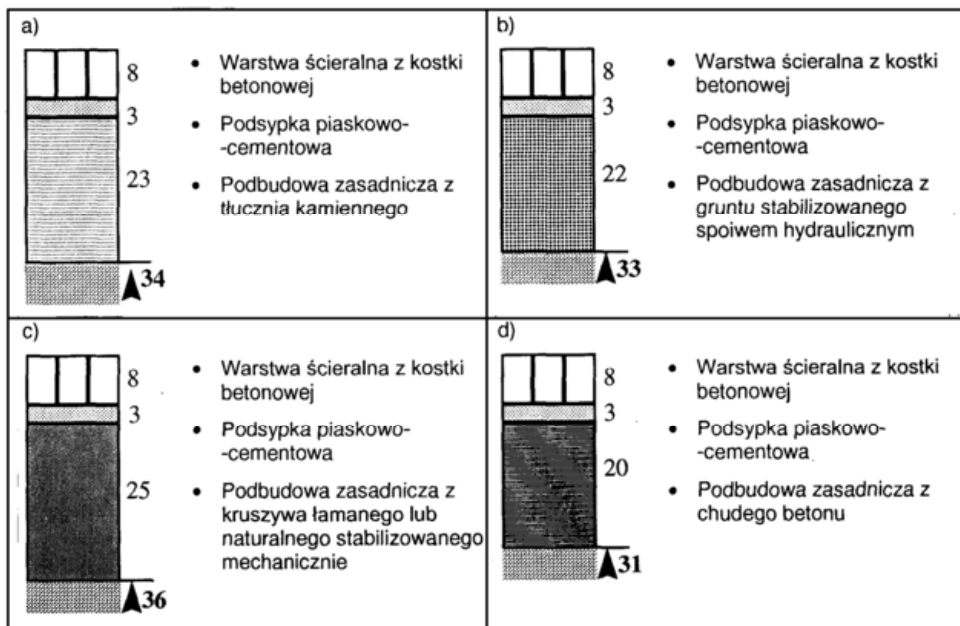 a)
8
3
23
34
• Warstwa ścieralna z kostki
betonowej
• Podsypka piaskowo-
-cementowa
• Podbudowa zasadnicza z
tłucznia kamiennego
b)
8
3
22
33
• Warstwa ścieralna z kostki
betonowej
• Podsypka piaskowo-
-cementowa
• Podbudowa zasadnicza z
gruntu stabilizowanego
spoiwem hydraulicznym
c)
8
3
25
36
• Warstwa ścieralna z kostki
betonowej
• Podsypka piaskowo-
-cementowa
• Podbudowa zasadnicza z
kruszywa łamanego lub
naturalnego stabilizowanego
mechanicznie
d)
8
3
20
31
• Warstwa ścieralna z kostki
betonowej
• Podsypka piaskowo-
-cementowa
• Podbudowa zasadnicza z
chudego betonu